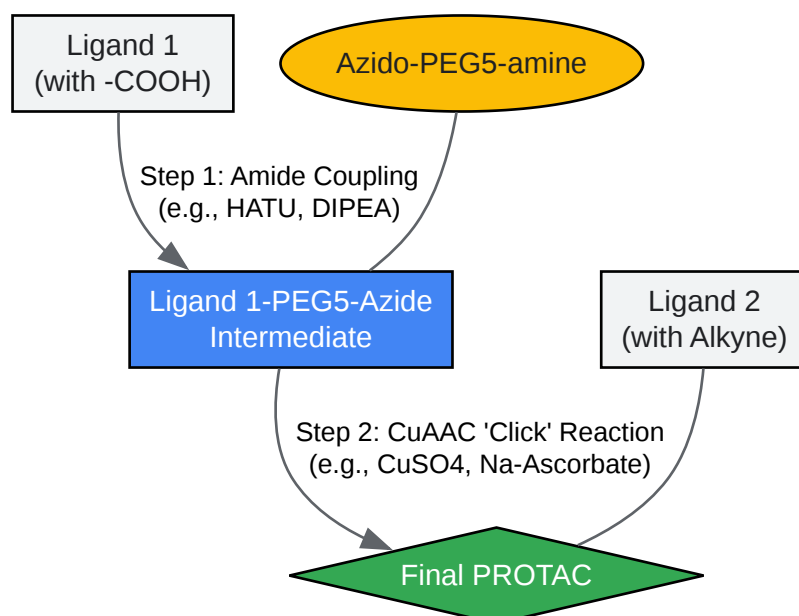 Ligand 1
(with -COOH)
Azido-PEG5-amine
Step 1: Amide Coupling
(e.g., HATU, DIPEA)
Ligand 1-PEG5-Azide
Intermediate
Ligand 2
(with Alkyne)
Step 2: CuAAC 'Click' Reaction
(e.g., CuSO4, Na-Ascorbate)
Final PROTAC